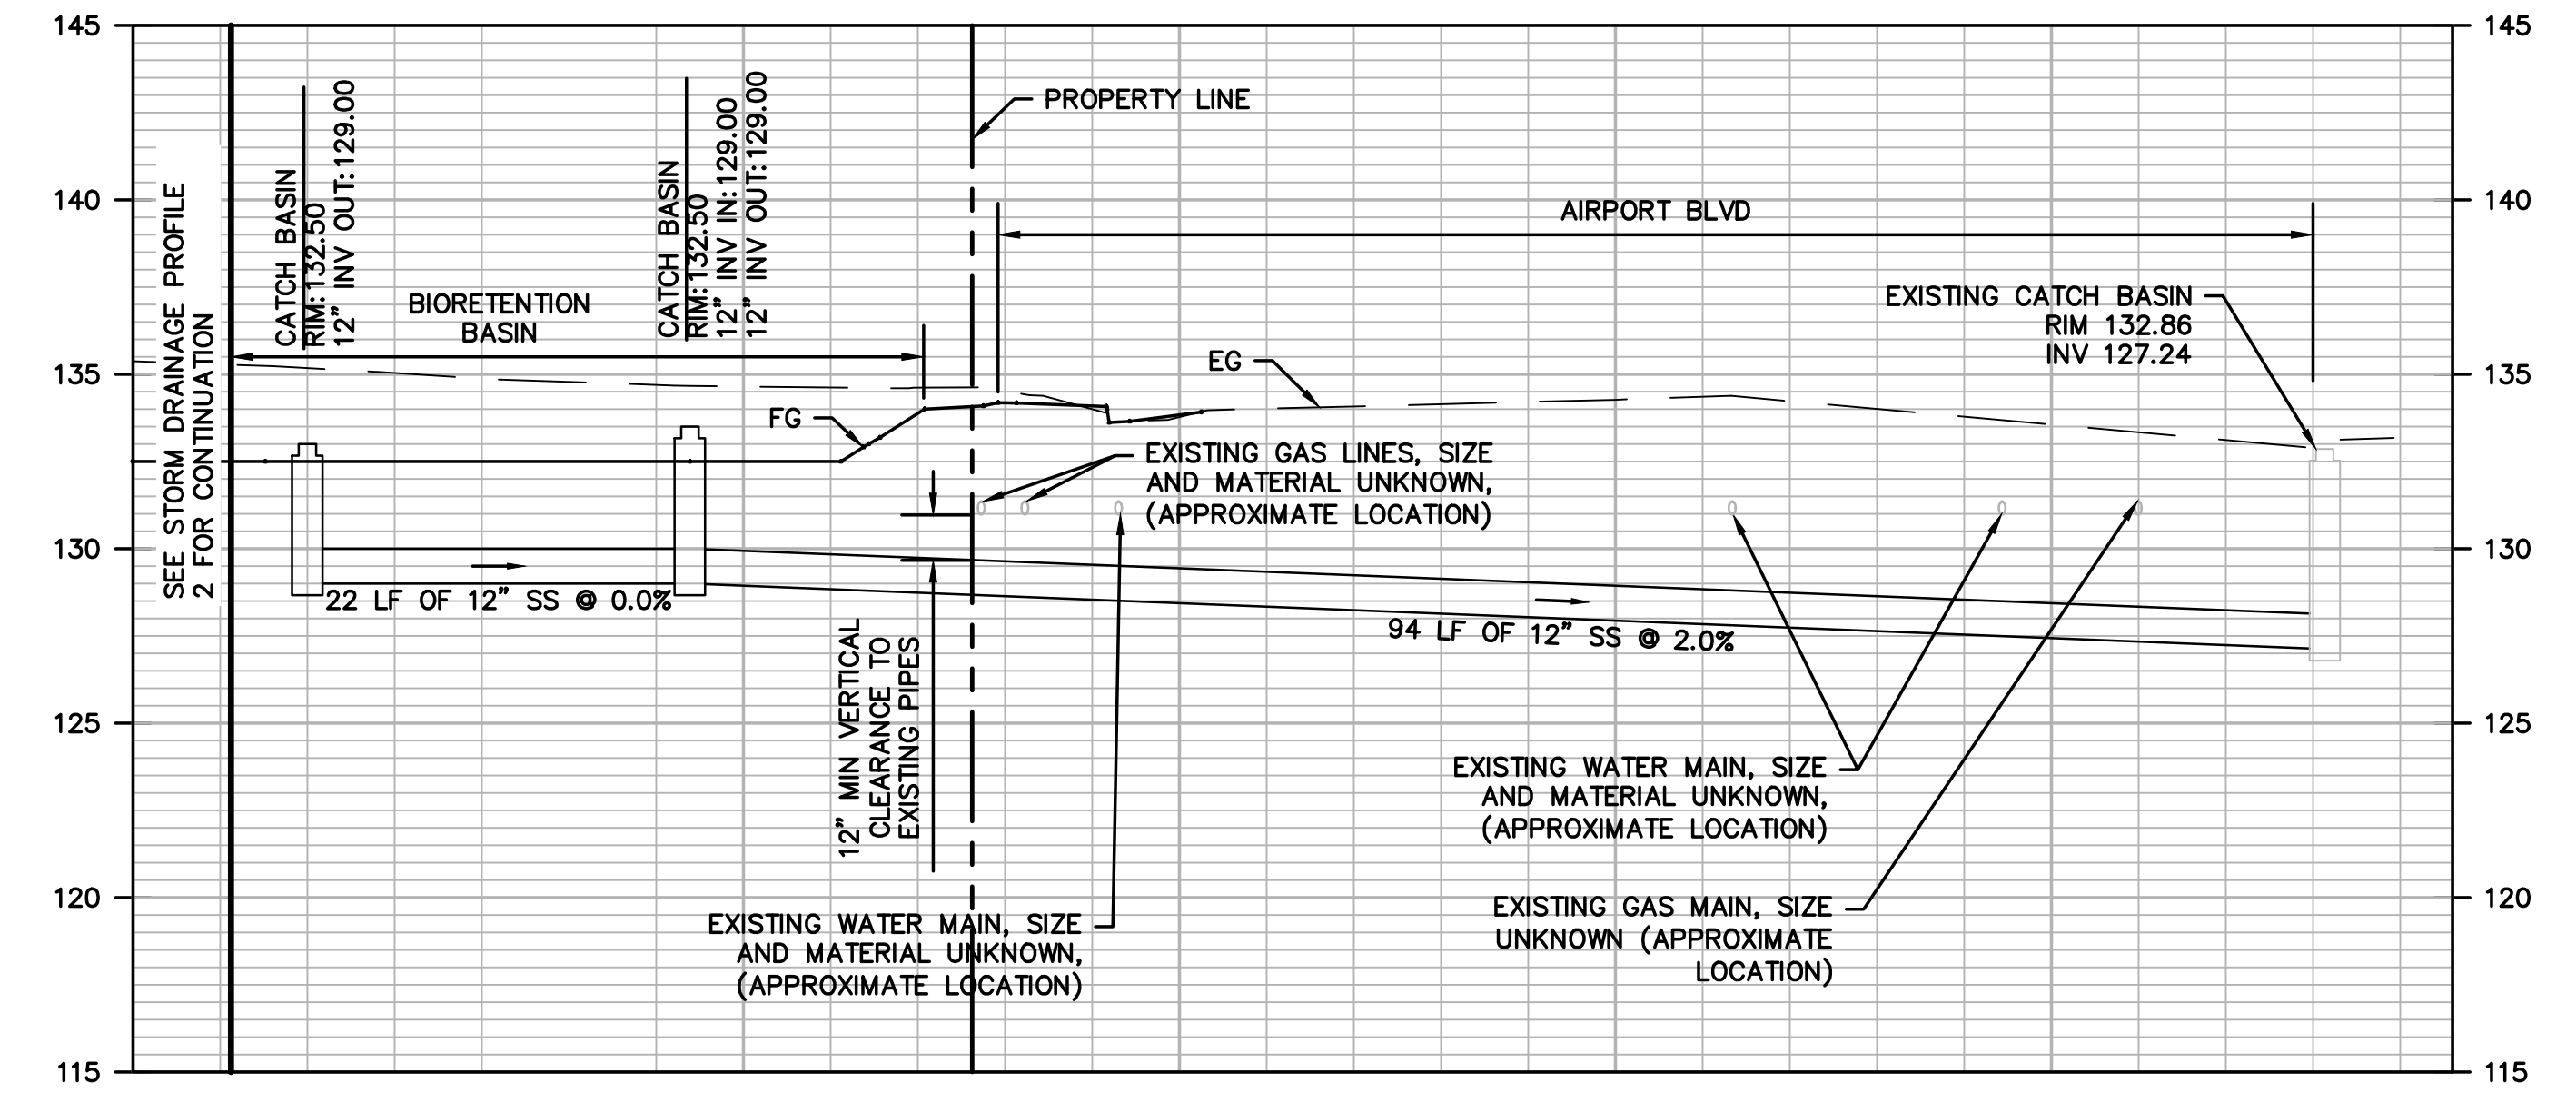 145
140
135
130
125
120
115
SEE STORM DRAINAGE PROFILE
2 FOR CONTINUATION
CATCH BASIN
RIM:132.50
12" INV OUT:129.00
BIORETENTION
BASIN
CATCH BASIN
RIM:132.50
12" INV IN:129.00
12" INV OUT:129.00
PROPERTY LINE
AIRPORT BLVD
EXISTING CATCH BASIN
RIM 132.86
INV 127.24
EG
FG
EXISTING GAS LINES, SIZE
AND MATERIAL UNKNOWN,
(APPROXIMATE LOCATION)
22 LF OF 12" SS @ 0.0%
94 LF OF 12" SS @ 2.0%
12" MIN VERTICAL
CLEARANCE TO
EXISTING PIPES
EXISTING WATER MAIN, SIZE
AND MATERIAL UNKNOWN,
(APPROXIMATE LOCATION)
EXISTING WATER MAIN, SIZE
AND MATERIAL UNKNOWN,
(APPROXIMATE LOCATION)
EXISTING GAS MAIN, SIZE
UNKNOWN (APPROXIMATE
LOCATION)
145
140
135
130
125
120
115